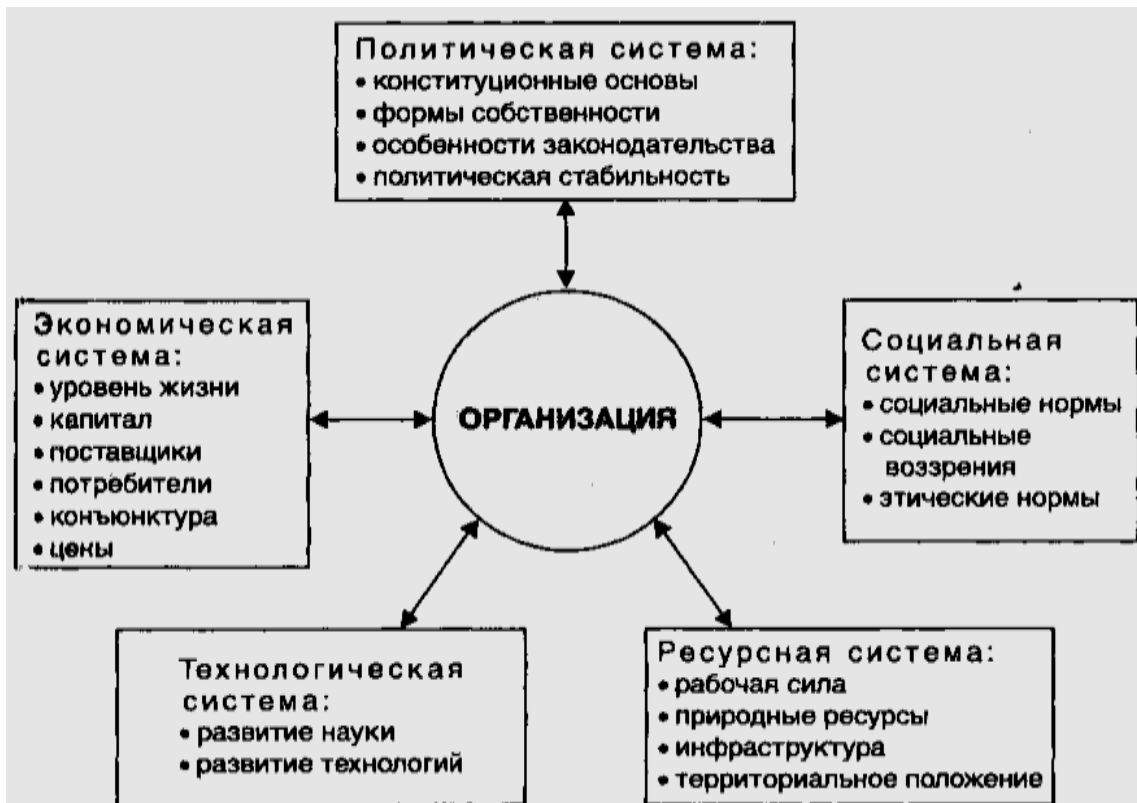 Политическая система:
• конституционные основы
• формы собственности
• особенности законодательства
• политическая стабильность
Экономическая
система:
• уровень жизни
• капитал
• поставщики
• потребители
• конъюнктура
• цены
ОРГАНИЗАЦИЯ
Социальная
система:
• социальные нормы
• социальные
воззрения
• этические нормы
Технологическая
система:
• развитие науки
• развитие технологий
Ресурсная система:
• рабочая сила
• природные ресурсы
• инфраструктура
• территориальное положение